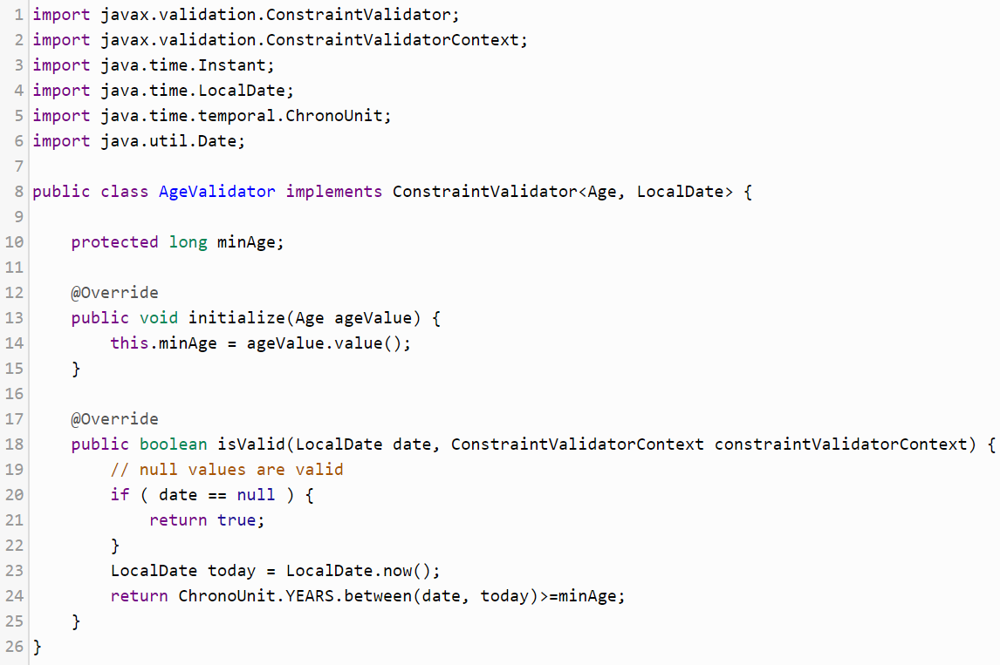 1 import javax.validation.ConstraintValidator;
2 import javax.validation.ConstraintValidatorContext;
3 import java.time.Instant;
4 import java.time.LocalDate;
5 import java.time.temporal.ChronoUnit;
6 import java.util.Date;
7
8 public class AgeValidator implements ConstraintValidator<Age, LocalDate> {
9
10     protected long minAge;
11
12     @Override
13     public void initialize(Age ageValue) {
14         this.minAge = ageValue.value();
15     }
16
17     @Override
18     public boolean isValid(LocalDate date, ConstraintValidatorContext constraintValidatorContext) {
19         // null values are valid
20         if ( date == null ) {
21             return true;
22         }
23         LocalDate today = LocalDate.now();
24         return ChronoUnit.YEARS.between(date, today)>=minAge;
25     }
26 }